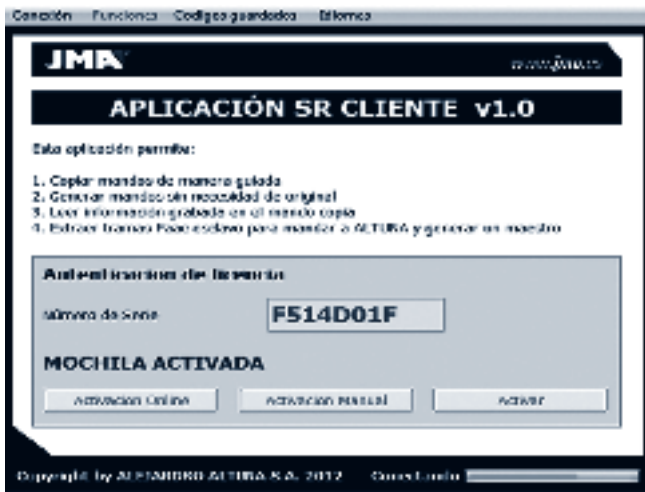 Conexión Funciones Codigos guardados Idiomas
JMA
APLICACIÓN SR CLIENTE v1.0
Esta aplicación permite:
1. Copiar mandos de manera guiada
2. Generar mandos sin necesidad de original
3. Leer información grabada en el mando copia
4. Extraer tramas Faac esclavo para mandar a ALTUNA y generar un maestro
Autenticacion de licencia
Número de Serie F514D01F
MOCHILA ACTIVADA
Activacion Online Activacion Manual Activar
Copyright by ALEJANDRO ALTUNA S.A. 2012 Conectando